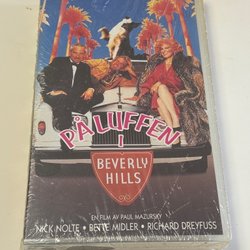 PÅ LUFFEN
I
BEVERLY
HILLS
EN FILM AV PAUL MAZURSKY
NICK NOLTE • BETTE MIDLER • RICHARD DREYFUSS